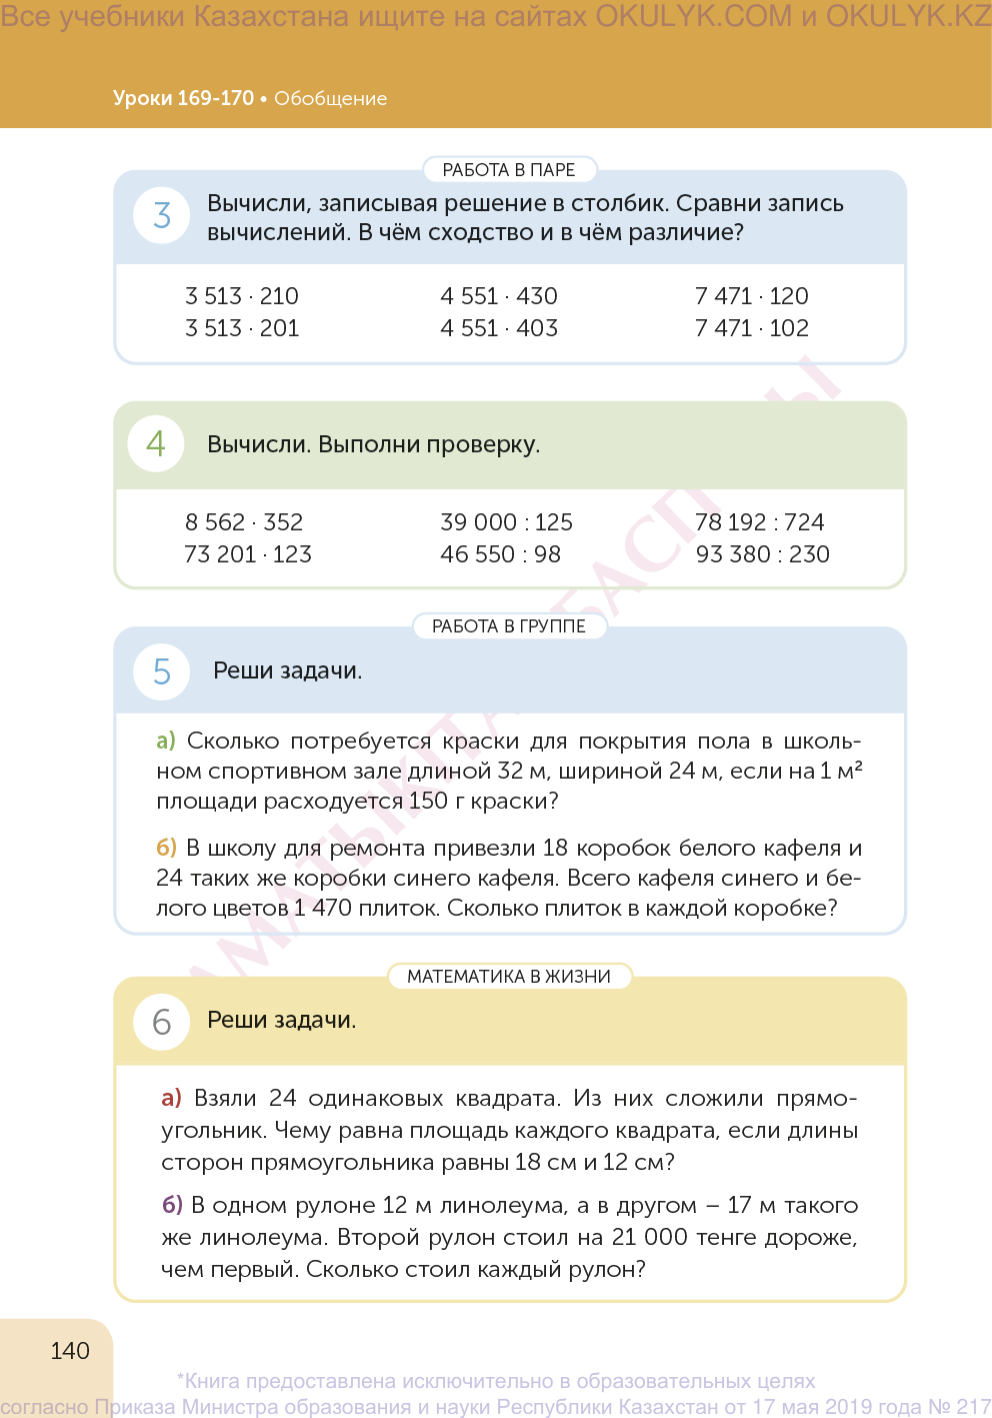 Все учебники Казахстана ищите на сайтах OKULYK.COM и OKULYK.KZ
Уроки 169-170 • Обобщение
РАБОТА В ПАРЕ
3
Вычисли, записывая решение в столбик. Сравни запись
вычислений. В чём сходство и в чём различие?
3 513 · 210 4 551 · 430 7 471 · 120
3 513 · 201 4 551 · 403 7 471 · 102
4
Вычисли. Выполни проверку.
8 562 · 352 39 000 : 125 78 192 : 724
73 201 · 123 46 550 : 98 93 380 : 230
РАБОТА В ГРУППЕ
5
Реши задачи.
а) Сколько потребуется краски для покрытия пола в школь-
ном спортивном зале длиной 32 м, шириной 24 м, если на 1 м²
площади расходуется 150 г краски?
б) В школу для ремонта привезли 18 коробок белого кафеля и
24 таких же коробки синего кафеля. Всего кафеля синего и бе-
лого цветов 1 470 плиток. Сколько плиток в каждой коробке?
МАТЕМАТИКА В ЖИЗНИ
6
Реши задачи.
а) Взяли 24 одинаковых квадрата. Из них сложили прямо-
угольник. Чему равна площадь каждого квадрата, если длины
сторон прямоугольника равны 18 см и 12 см?
б) В одном рулоне 12 м линолеума, а в другом – 17 м такого
же линолеума. Второй рулон стоил на 21 000 тенге дороже,
чем первый. Сколько стоил каждый рулон?
140
*Книга предоставлена исключительно в образовательных целях
согласно Приказа Министра образования и науки Республики Казахстан от 17 мая 2019 года № 217